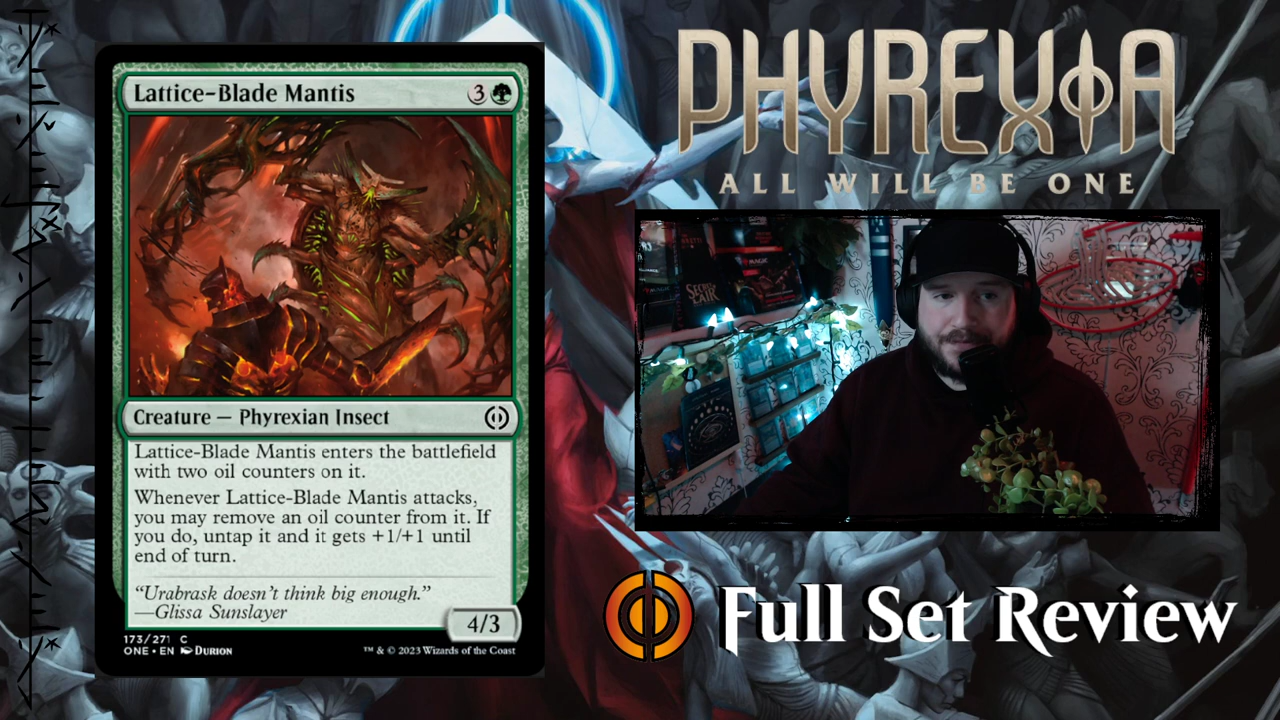 Lattice-Blade Mantis
3
Creature — Phyrexian Insect
Lattice-Blade Mantis enters the battlefield
with two oil counters on it.
Whenever Lattice-Blade Mantis attacks,
you may remove an oil counter from it. If
you do, untap it and it gets +1/+1 until
end of turn.
“Urabrask doesn’t think big enough.”
—Glissa Sunslayer
4/3
173/271 C
ONE • EN DURION
™ & © 2023 Wizards of the Coast
PHYREXIA
ALL WILL BE ONE
SECRET
LAIR
Full Set Review